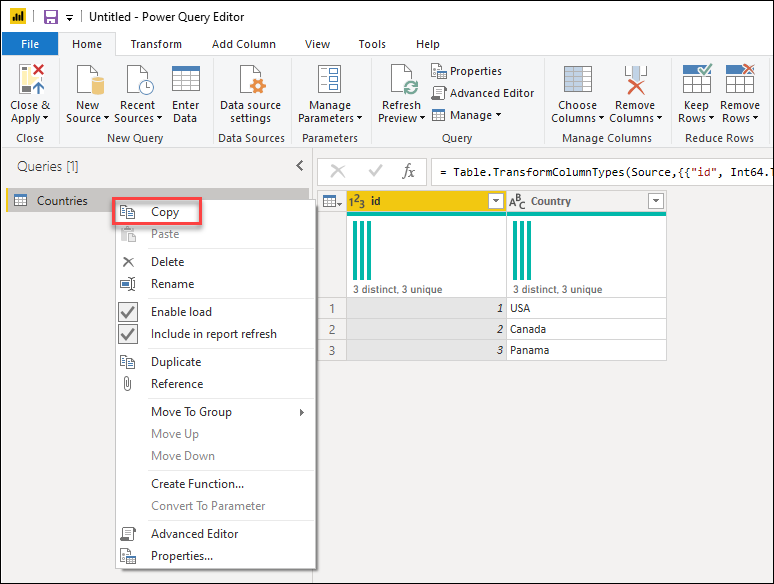 Untitled - Power Query Editor
File Home Transform Add Column View Tools Help
Close & Apply
New Source
Recent Sources
Enter Data
Data source settings
Manage Parameters
Refresh Preview
Properties
Advanced Editor
Manage
Choose Columns
Remove Columns
Keep Rows
Remove Rows
Close New Query Data Sources Parameters Query Manage Columns Reduce Rows
Queries [1]
fx
= Table.TransformColumnTypes(Source,{{"id", Int64.T
Countries
Copy
Paste
Delete
Rename
Enable load
Include in report refresh
Duplicate
Reference
Move To Group
Move Up
Move Down
Create Function...
Convert To Parameter
Advanced Editor
Properties...
123 id ABC Country
3 distinct, 3 unique 3 distinct, 3 unique
1 1 USA
2 2 Canada
3 3 Panama